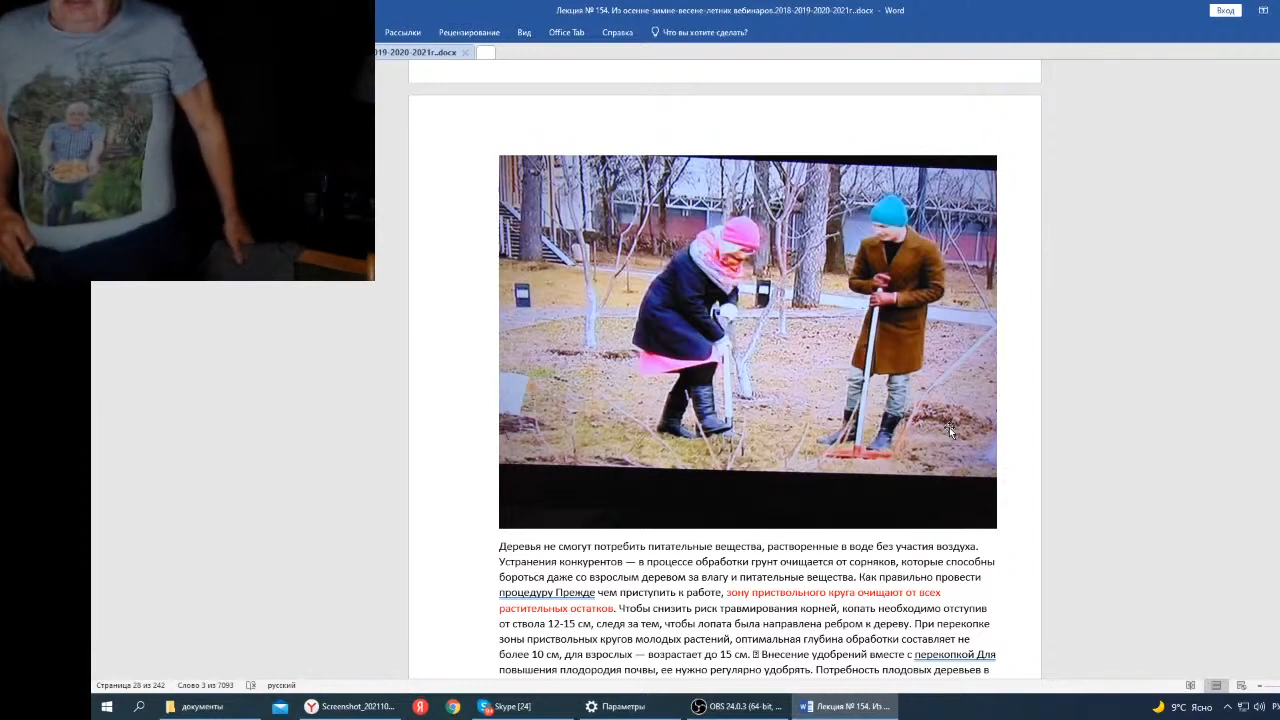 Лекция № 154. Из осенне-зимне-весене-летних вебинаров.2018-2019-2020-2021г..docx - Word
Вход
Рассылки Рецензирование Вид Office Tab Справка Что вы хотите сделать?
019-2020-2021г..docx
Деревья не смогут потребить питательные вещества, растворенные в воде без участия воздуха.
Устранения конкурентов — в процессе обработки грунт очищается от сорняков, которые способны
бороться даже со взрослым деревом за влагу и питательные вещества. Как правильно провести
процедуру Прежде чем приступить к работе, зону приствольного круга очищают от всех
растительных остатков. Чтобы снизить риск травмирования корней, копать необходимо отступив
от ствола 12-15 см, следя за тем, чтобы лопата была направлена ребром к дереву. При перекопке
зоны приствольных кругов молодых растений, оптимальная глубина обработки составляет не
более 10 см, для взрослых — возрастает до 15 см. Внесение удобрений вместе с перекопкой Для
повышения плодородия почвы, ее нужно регулярно удобрять. Потребность плодовых деревьев в
Страница 28 из 242 Слово 3 из 7093 русский
документы Screenshot_202110... Skype [24] Параметры OBS 24.0.3 (64-bit, ... Лекция № 154. Из ... 9°C Ясно